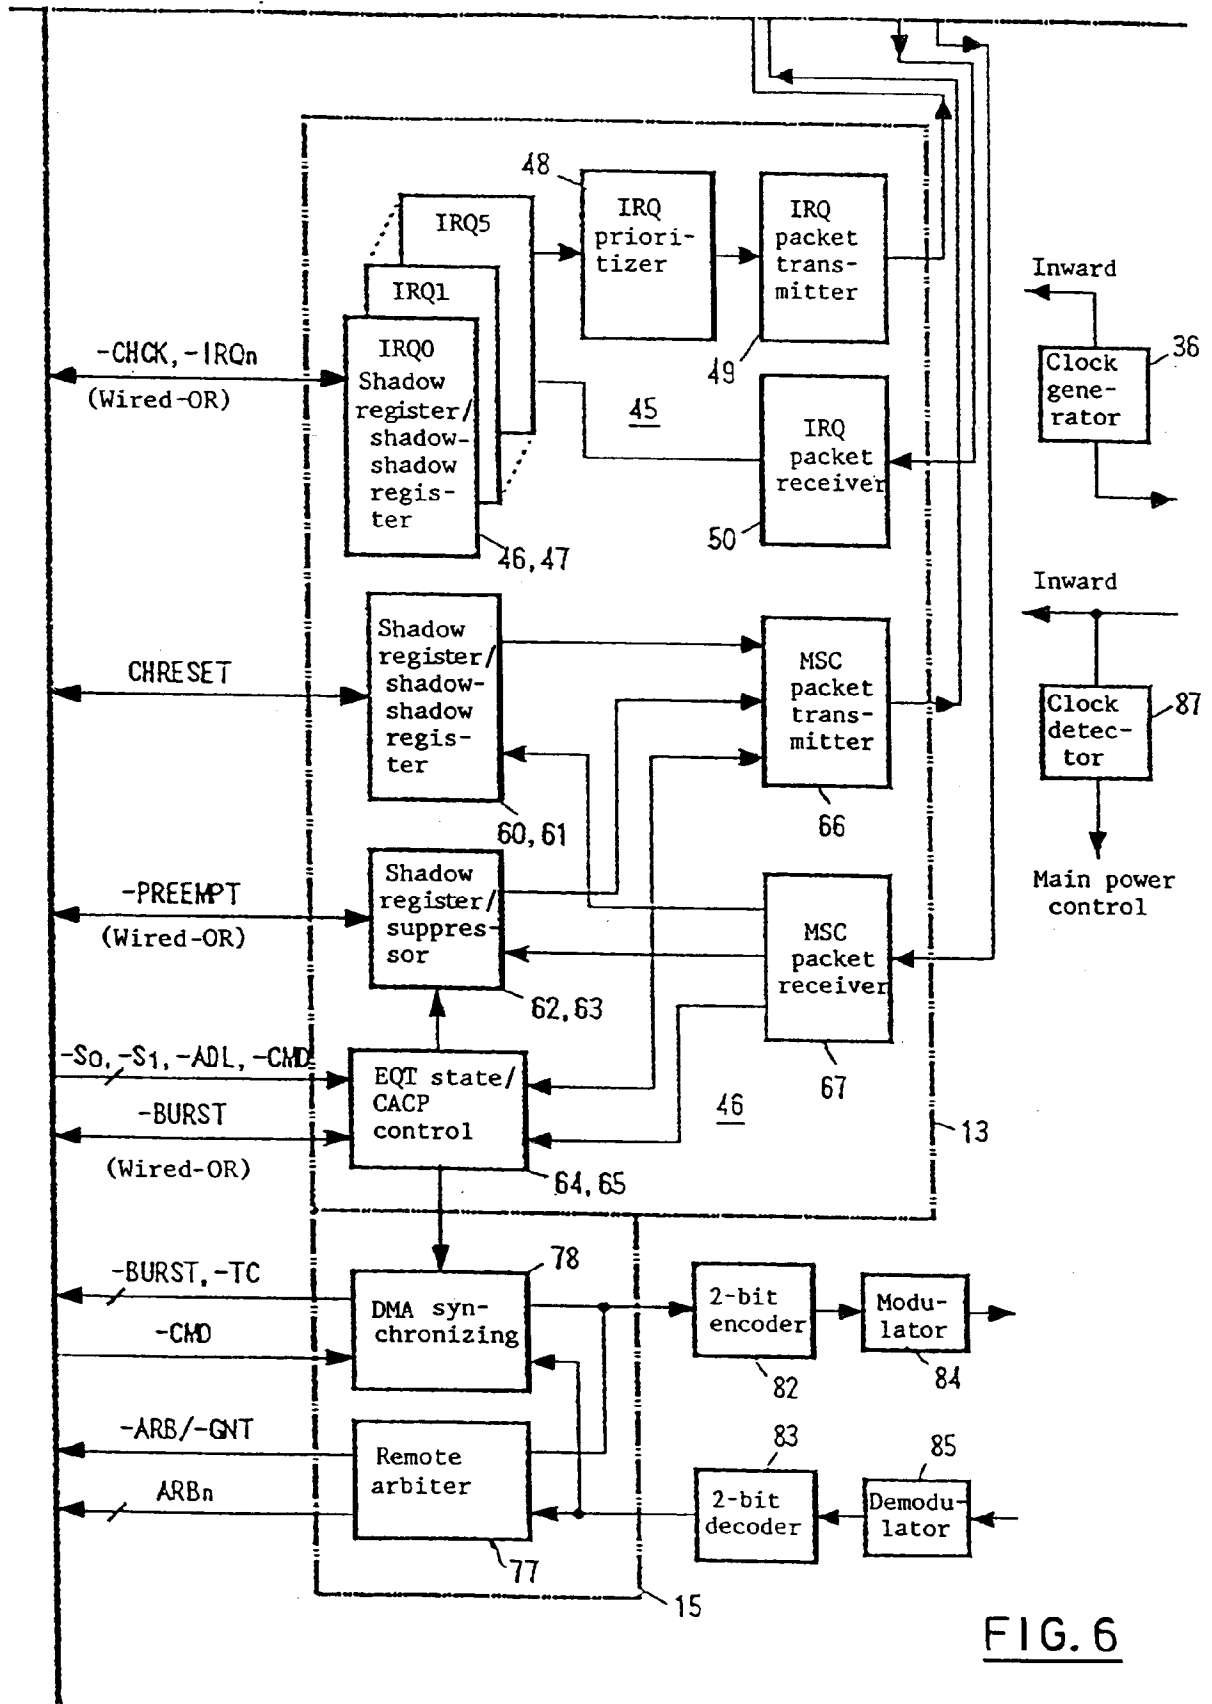 48
IRQ5
IRQ
priori-
tizer
IRQ
packet
trans-
mitter
Inward
IRQ1
-CHCK, -IRQn
(Wired-OR)
IRQ0
Shadow
register/
shadow-
shadow
regis-
ter
49
45
36
Clock
gene-
rator
IRQ
packet
receiver
50
46, 47
Inward
CHRESET
Shadow
register/
shadow-
shadow
regis-
ter
MSC
packet
trans-
mitter
87
Clock
detec-
tor
60, 61
66
-PREEMPT
(Wired-OR)
Shadow
register/
suppres-
sor
Main power
control
MSC
packet
receiver
62, 63
-S0, -S1, -ADL, -CMD
67
EQT state/
CACP
control
-BURST
(Wired-OR)
46
13
64, 65
-BURST, -TC
78
DMA syn-
chronizing
2-bit
encoder
Modu-
lator
-CMD
82
84
-ARB/-GNT
Remote
arbiter
83
85
ARBn
2-bit
decoder
Demodu-
lator
77
15
FIG. 6